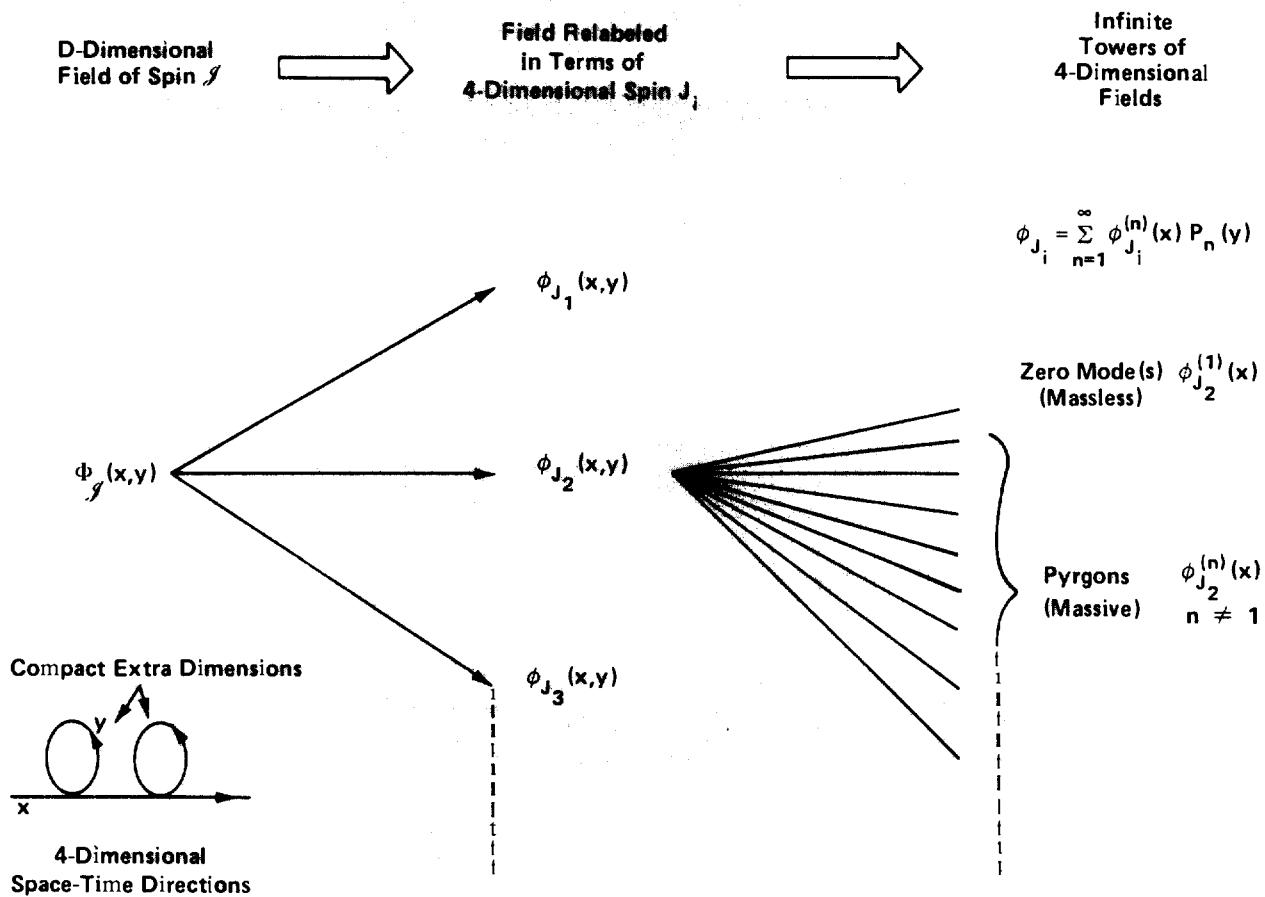 D-Dimensional
Field of Spin 𝒥
Field Relabeled
in Terms of
4-Dimensional Spin J_i
Infinite
Towers of
4-Dimensional
Fields
ϕ_{J_i} = Σ_{n=1}^{∞} ϕ_{J_i}^{(n)}(x) P_n(y)
ϕ_{J_1}(x,y)
Zero Mode(s) ϕ_{J_2}^{(1)}(x)
(Massless)
Φ_𝒥(x,y)
ϕ_{J_2}(x,y)
Pyrgons ϕ_{J_2}^{(n)}(x)
(Massive) n ≠ 1
ϕ_{J_3}(x,y)
Compact Extra Dimensions
y
x
4-Dimensional
Space-Time Directions